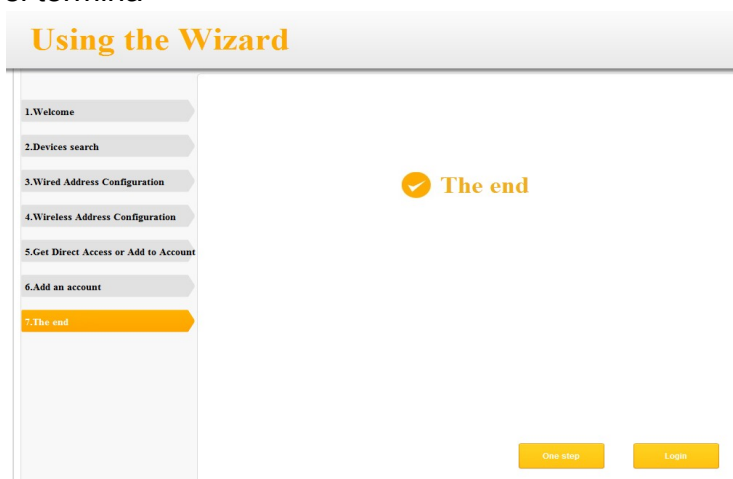 Using the Wizard
1.Welcome
2.Devices search
3.Wired Address Configuration
4.Wireless Address Configuration
5.Get Direct Access or Add to Account
6.Add an account
7.The end
The end
One step
Login